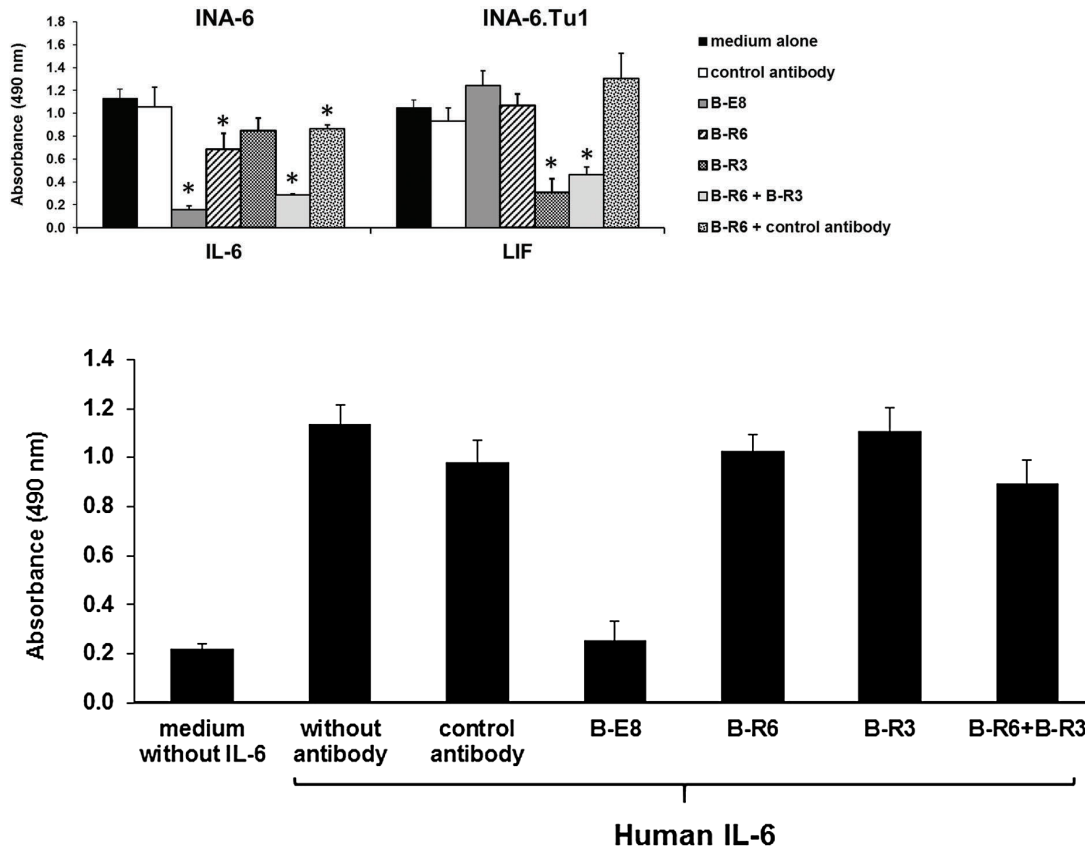 INA-6
INA-6.Tu1
Absorbance (490 nm)
1.8
1.6
1.4
1.2
1.0
0.8
0.6
0.4
0.2
0.0
*
*
*
*
*
*
IL-6
LIF
medium alone
control antibody
B-E8
B-R6
B-R3
B-R6 + B-R3
B-R6 + control antibody
Absorbance (490 nm)
1.4
1.2
1.0
0.8
0.6
0.4
0.2
0.0
medium
without IL-6
without
antibody
control
antibody
B-E8
B-R6
B-R3
B-R6+B-R3
Human IL-6